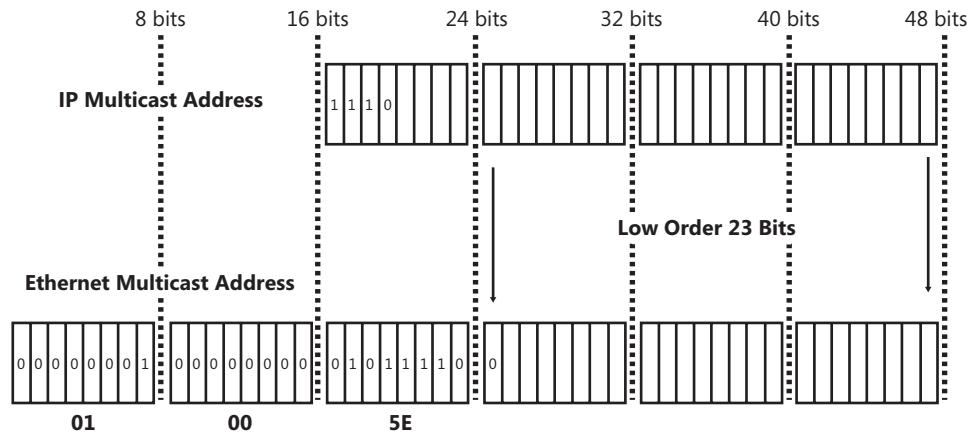 8 bits 16 bits 24 bits 32 bits 40 bits 48 bits
IP Multicast Address
1 1 1 0
Low Order 23 Bits
Ethernet Multicast Address
0 0 0 0 0 0 0 1 0 0 0 0 0 0 0 0 0 1 0 1 1 1 1 0 0
01 00 5E